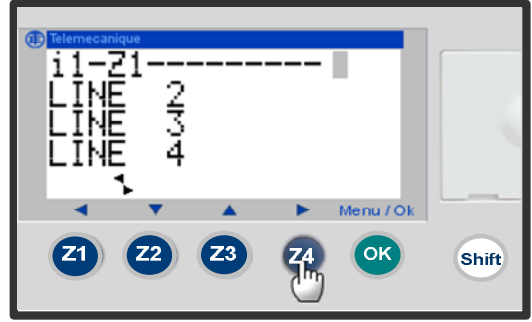 Telemecanique
i1-Z1---------
LINE 2
LINE 3
LINE 4
Menu / Ok
Z1 Z2 Z3 Z4 OK Shift